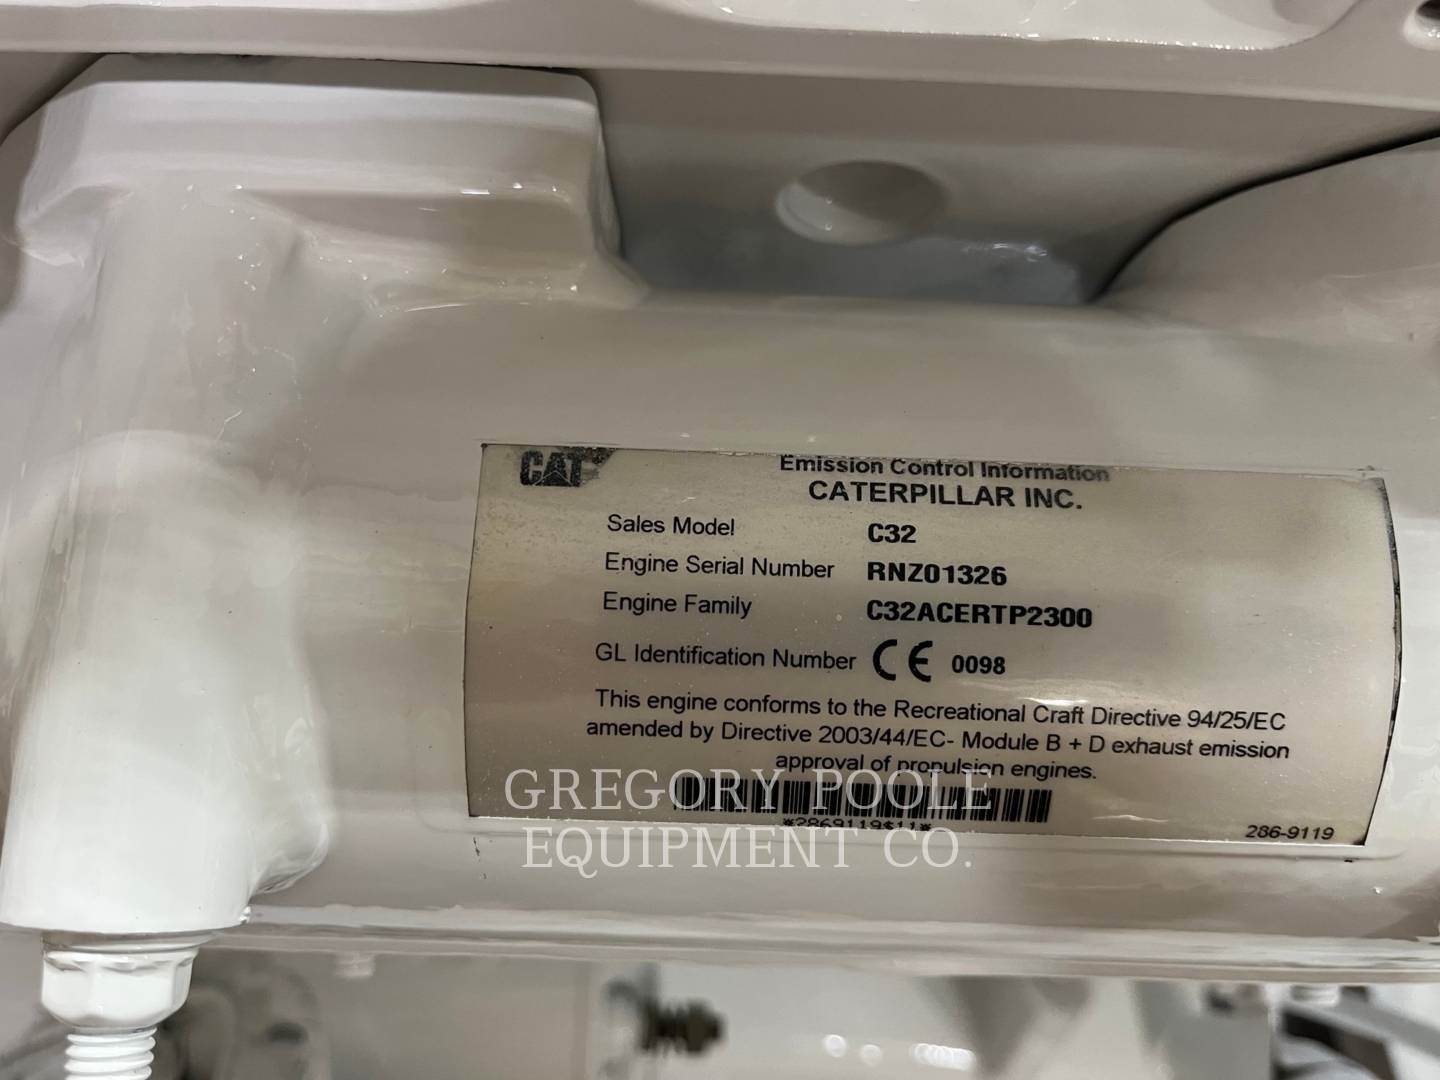 CAT
Emission Control Information
CATERPILLAR INC.
Sales Model C32
Engine Serial Number RNZ01326
Engine Family C32ACERTP2300
GL Identification Number CE 0098
This engine conforms to the Recreational Craft Directive 94/25/EC
amended by Directive 2003/44/EC- Module B + D exhaust emission
approval of propulsion engines.
*2869119$11*
286-9119
GREGORY POOLE
EQUIPMENT CO.